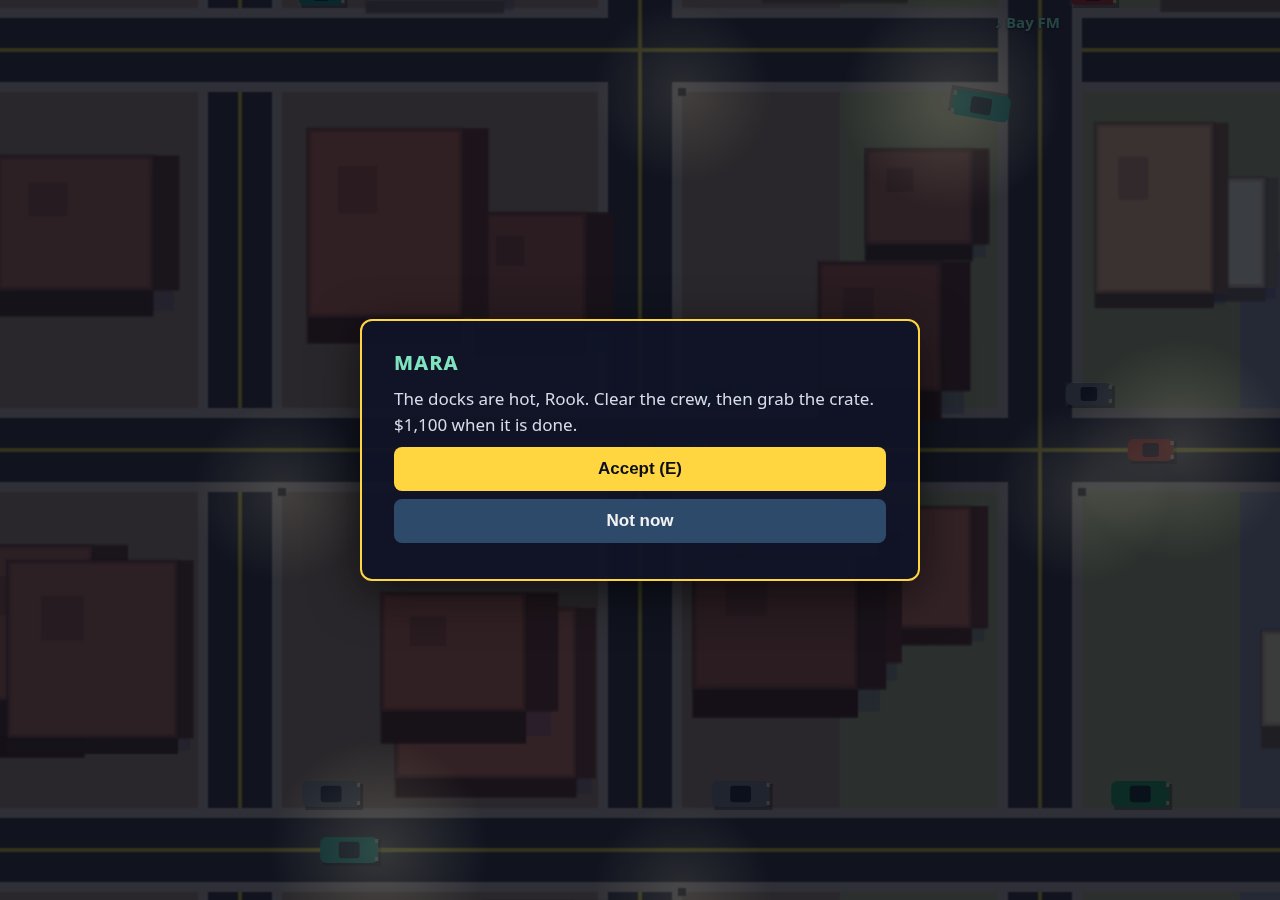 ♪ Bay FM
MARA
The docks are hot, Rook. Clear the crew, then grab the crate.
$1,100 when it is done.
Accept (E)
Not now